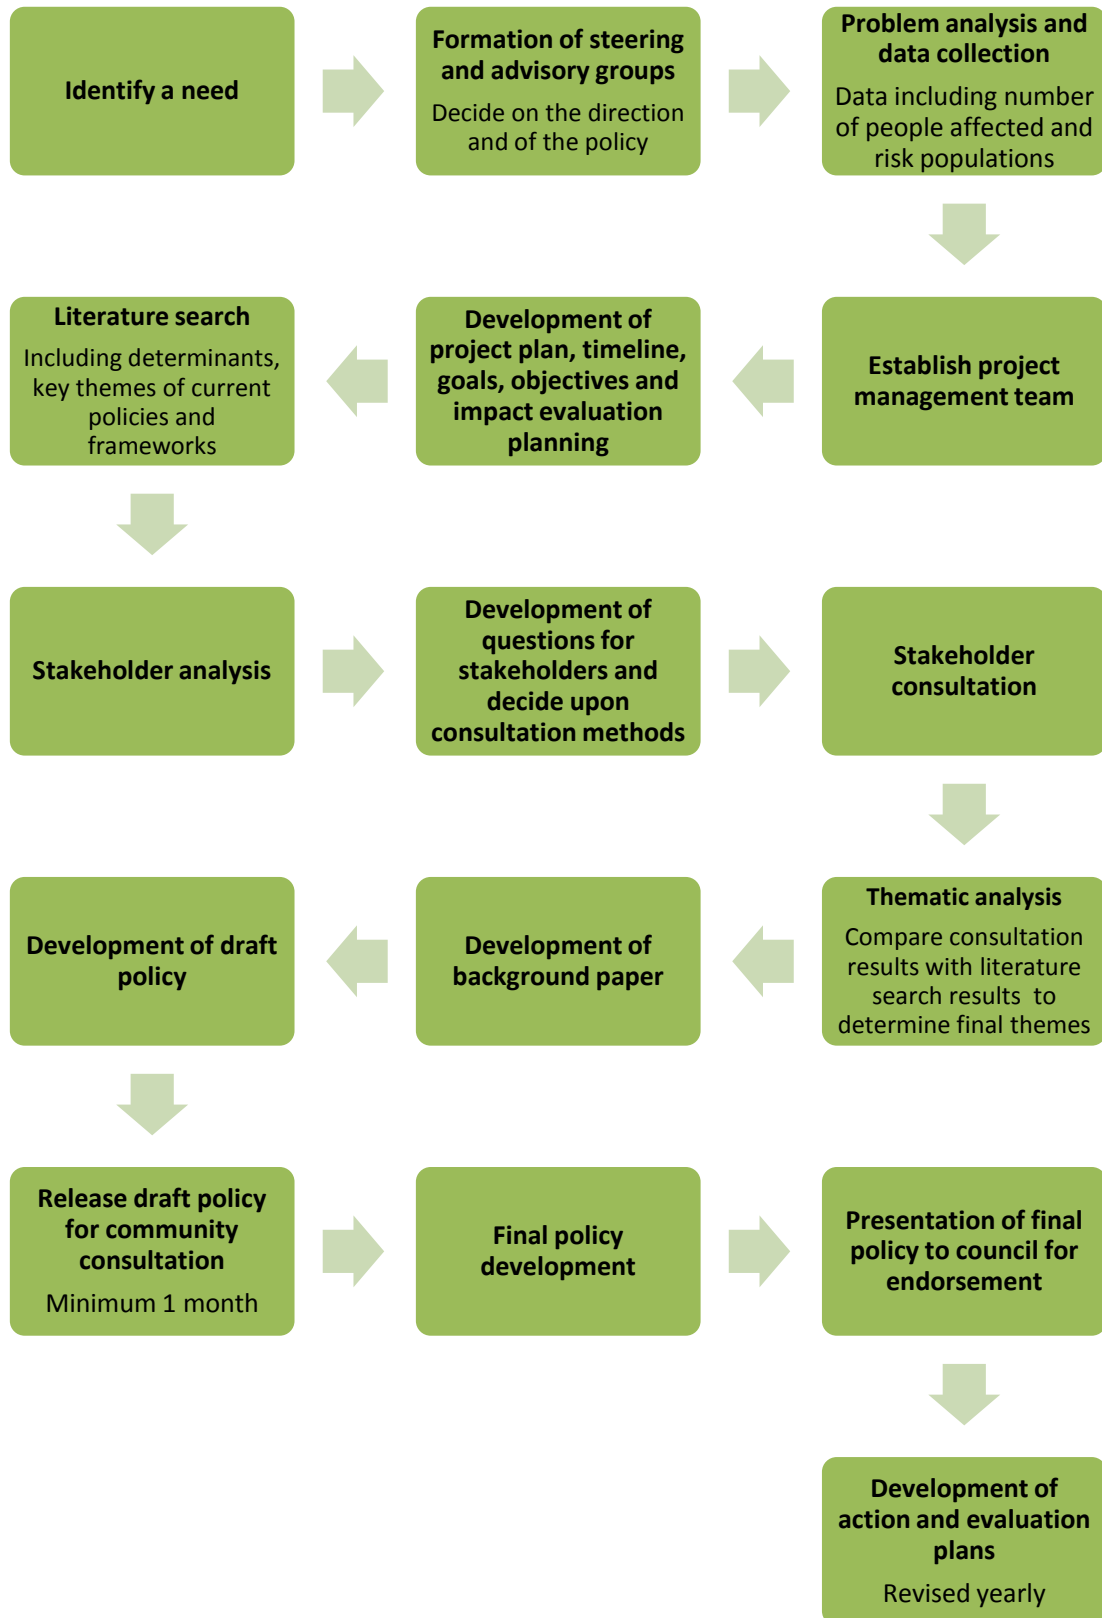 Identify a need
Formation of steering
and advisory groups
Decide on the direction
and of the policy
Problem analysis and
data collection
Data including number
of people affected and
risk populations
Establish project
management team
Development of
project plan, timeline,
goals, objectives and
impact evaluation
planning
Literature search
Including determinants,
key themes of current
policies and
frameworks
Stakeholder analysis
Development of
questions for
stakeholders and
decide upon
consultation methods
Stakeholder
consultation
Thematic analysis
Compare consultation
results with literature
search results to
determine final themes
Development of
background paper
Development of draft
policy
Release draft policy
for community
consultation
Minimum 1 month
Final policy
development
Presentation of final
policy to council for
endorsement
Development of
action and evaluation
plans
Revised yearly